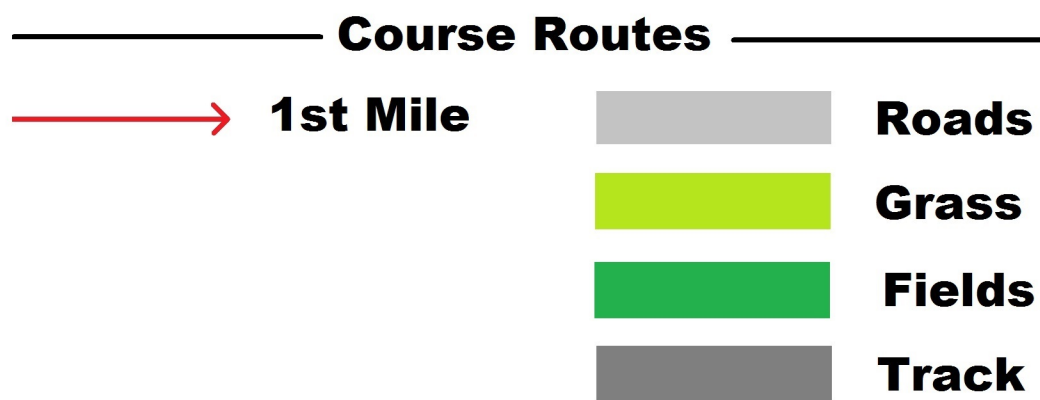 Course Routes
1st Mile
Roads
Grass
Fields
Track